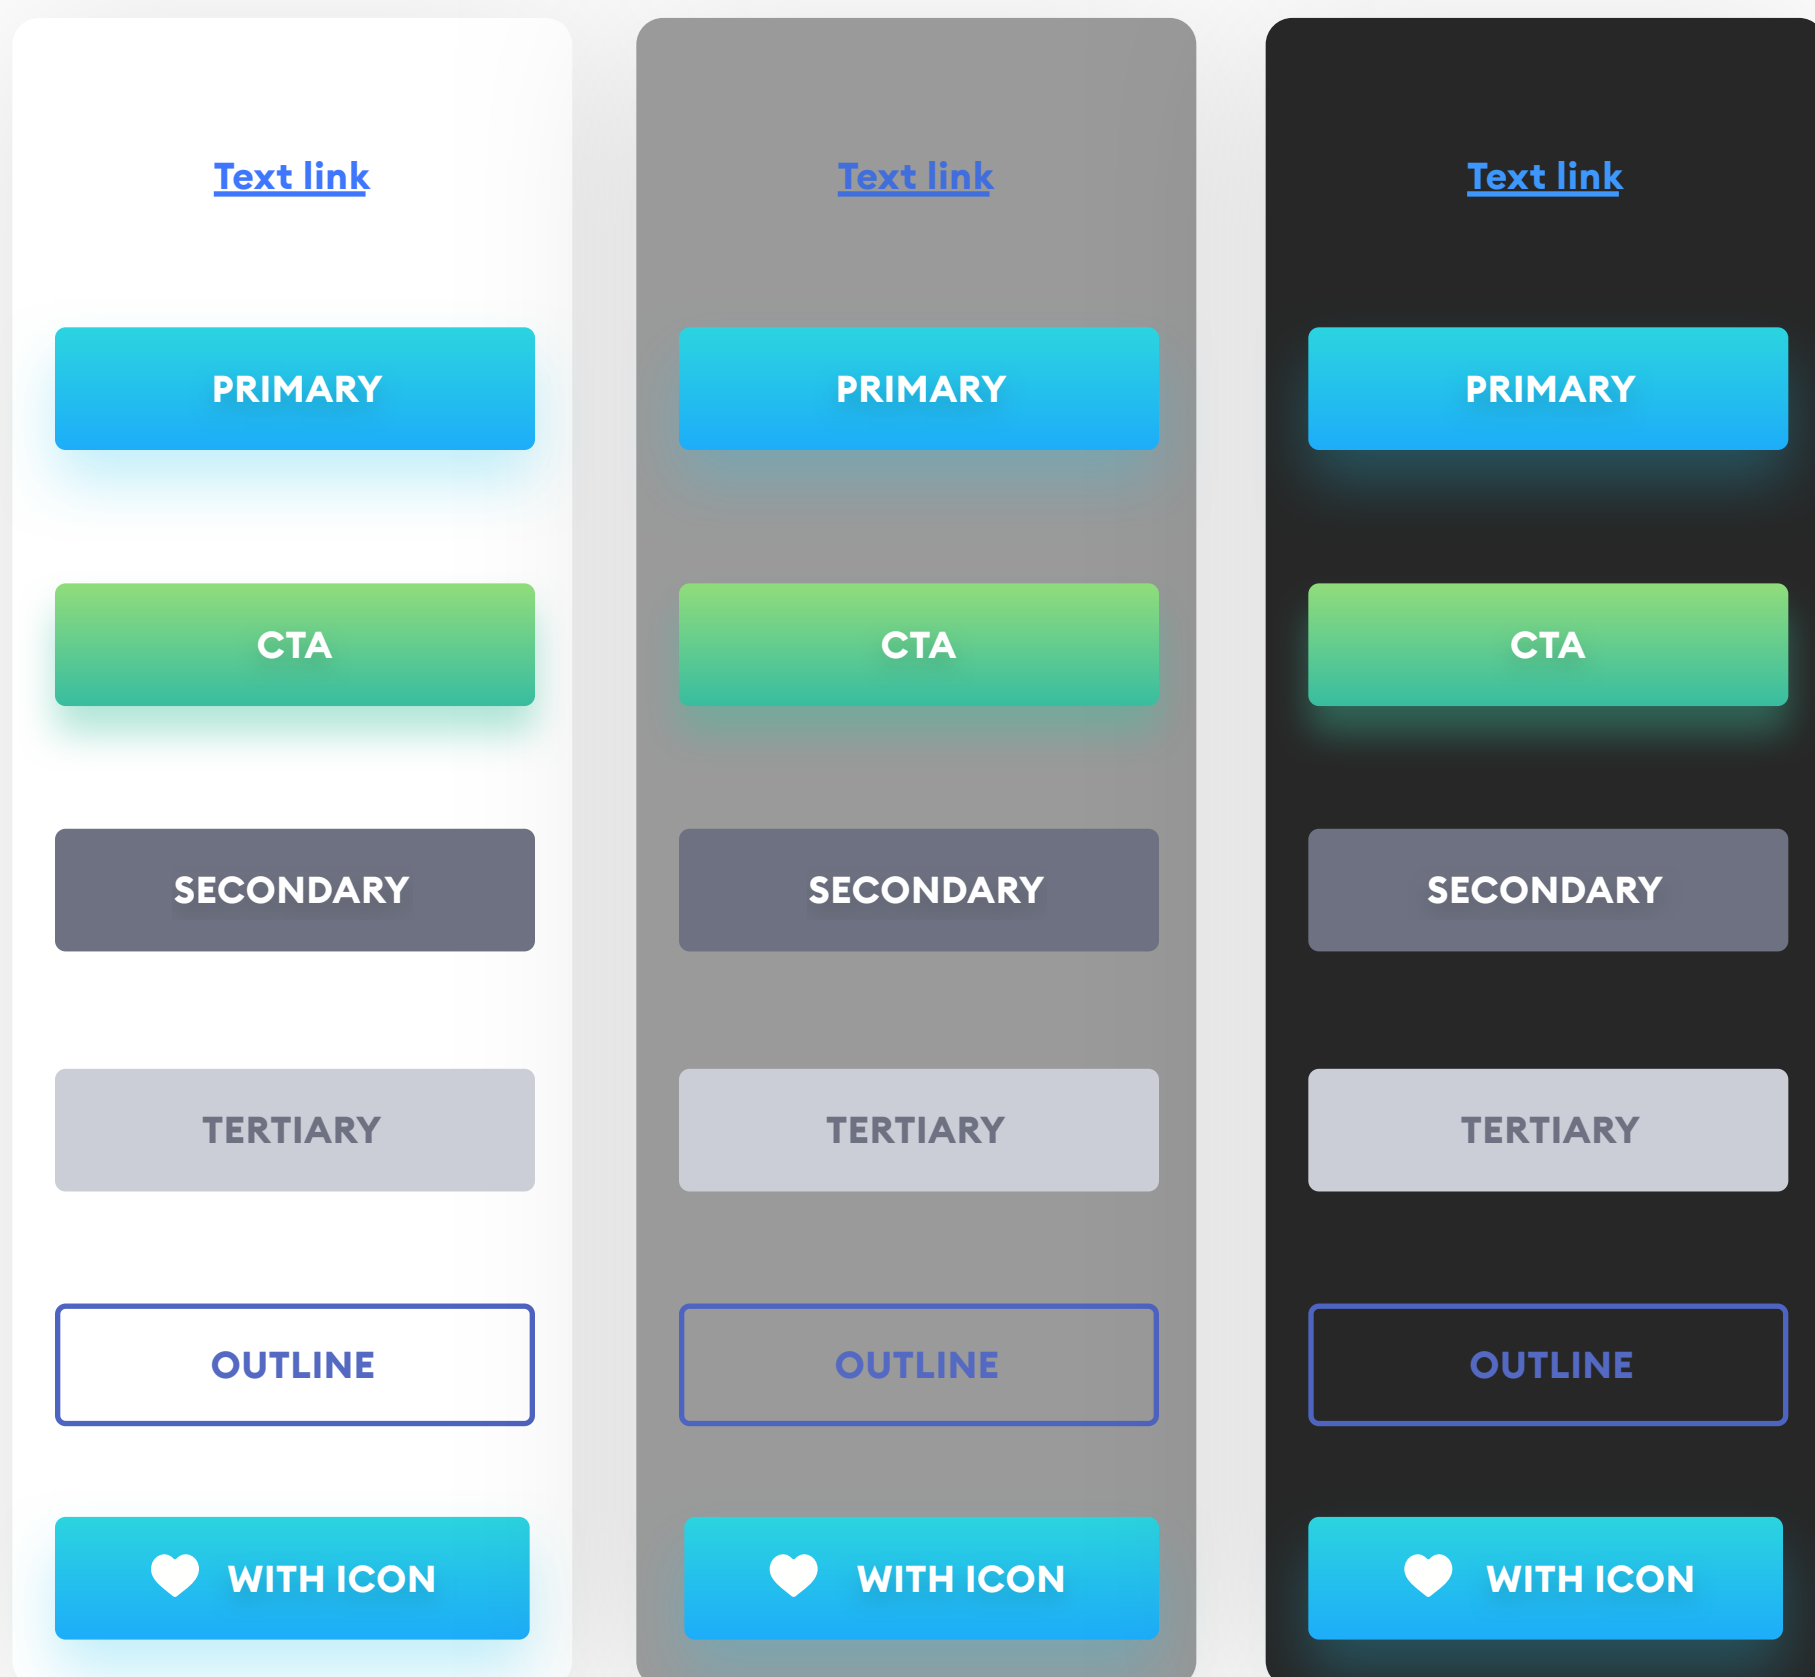 Text link
PRIMARY
CTA
SECONDARY
TERTIARY
OUTLINE
WITH ICON
Text link
PRIMARY
CTA
SECONDARY
TERTIARY
OUTLINE
WITH ICON
Text link
PRIMARY
CTA
SECONDARY
TERTIARY
OUTLINE
WITH ICON